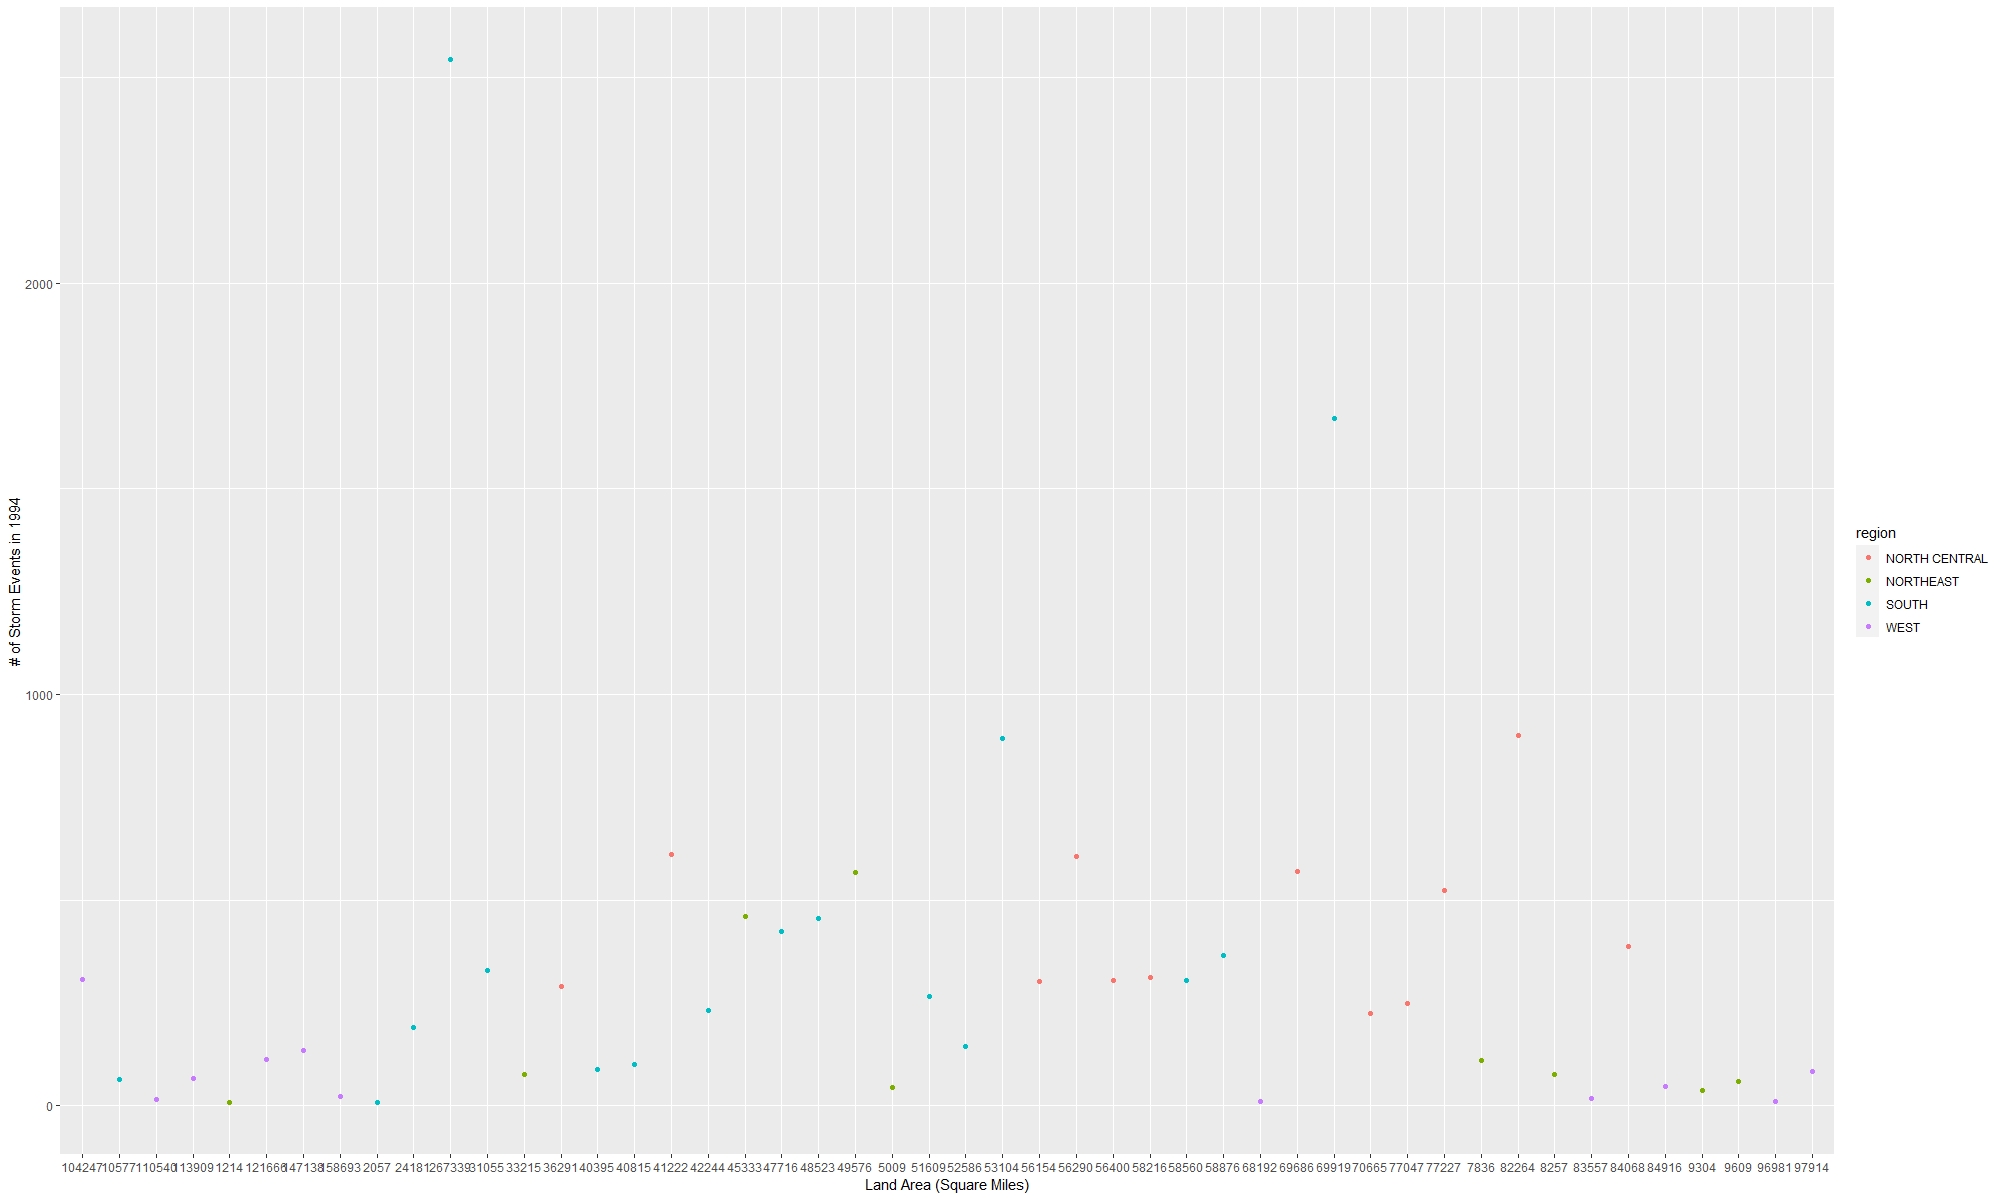 2000
1000
0
# of Storm Events in 1994
104247 10577 110540 113909 1214 121666 147138 158693 2057 24181 267339 31055 33215 36291 40395 40815 41222 42244 45333 47716 48523 49576 5009 51609 52586 53104 56154 56290 56400 58216 58560 58876 68192 69686 69919 70665 77047 77227 7836 82264 8257 83557 84068 84916 9304 9609 96981 97914
Land Area (Square Miles)
region
NORTH CENTRAL
NORTHEAST
SOUTH
WEST